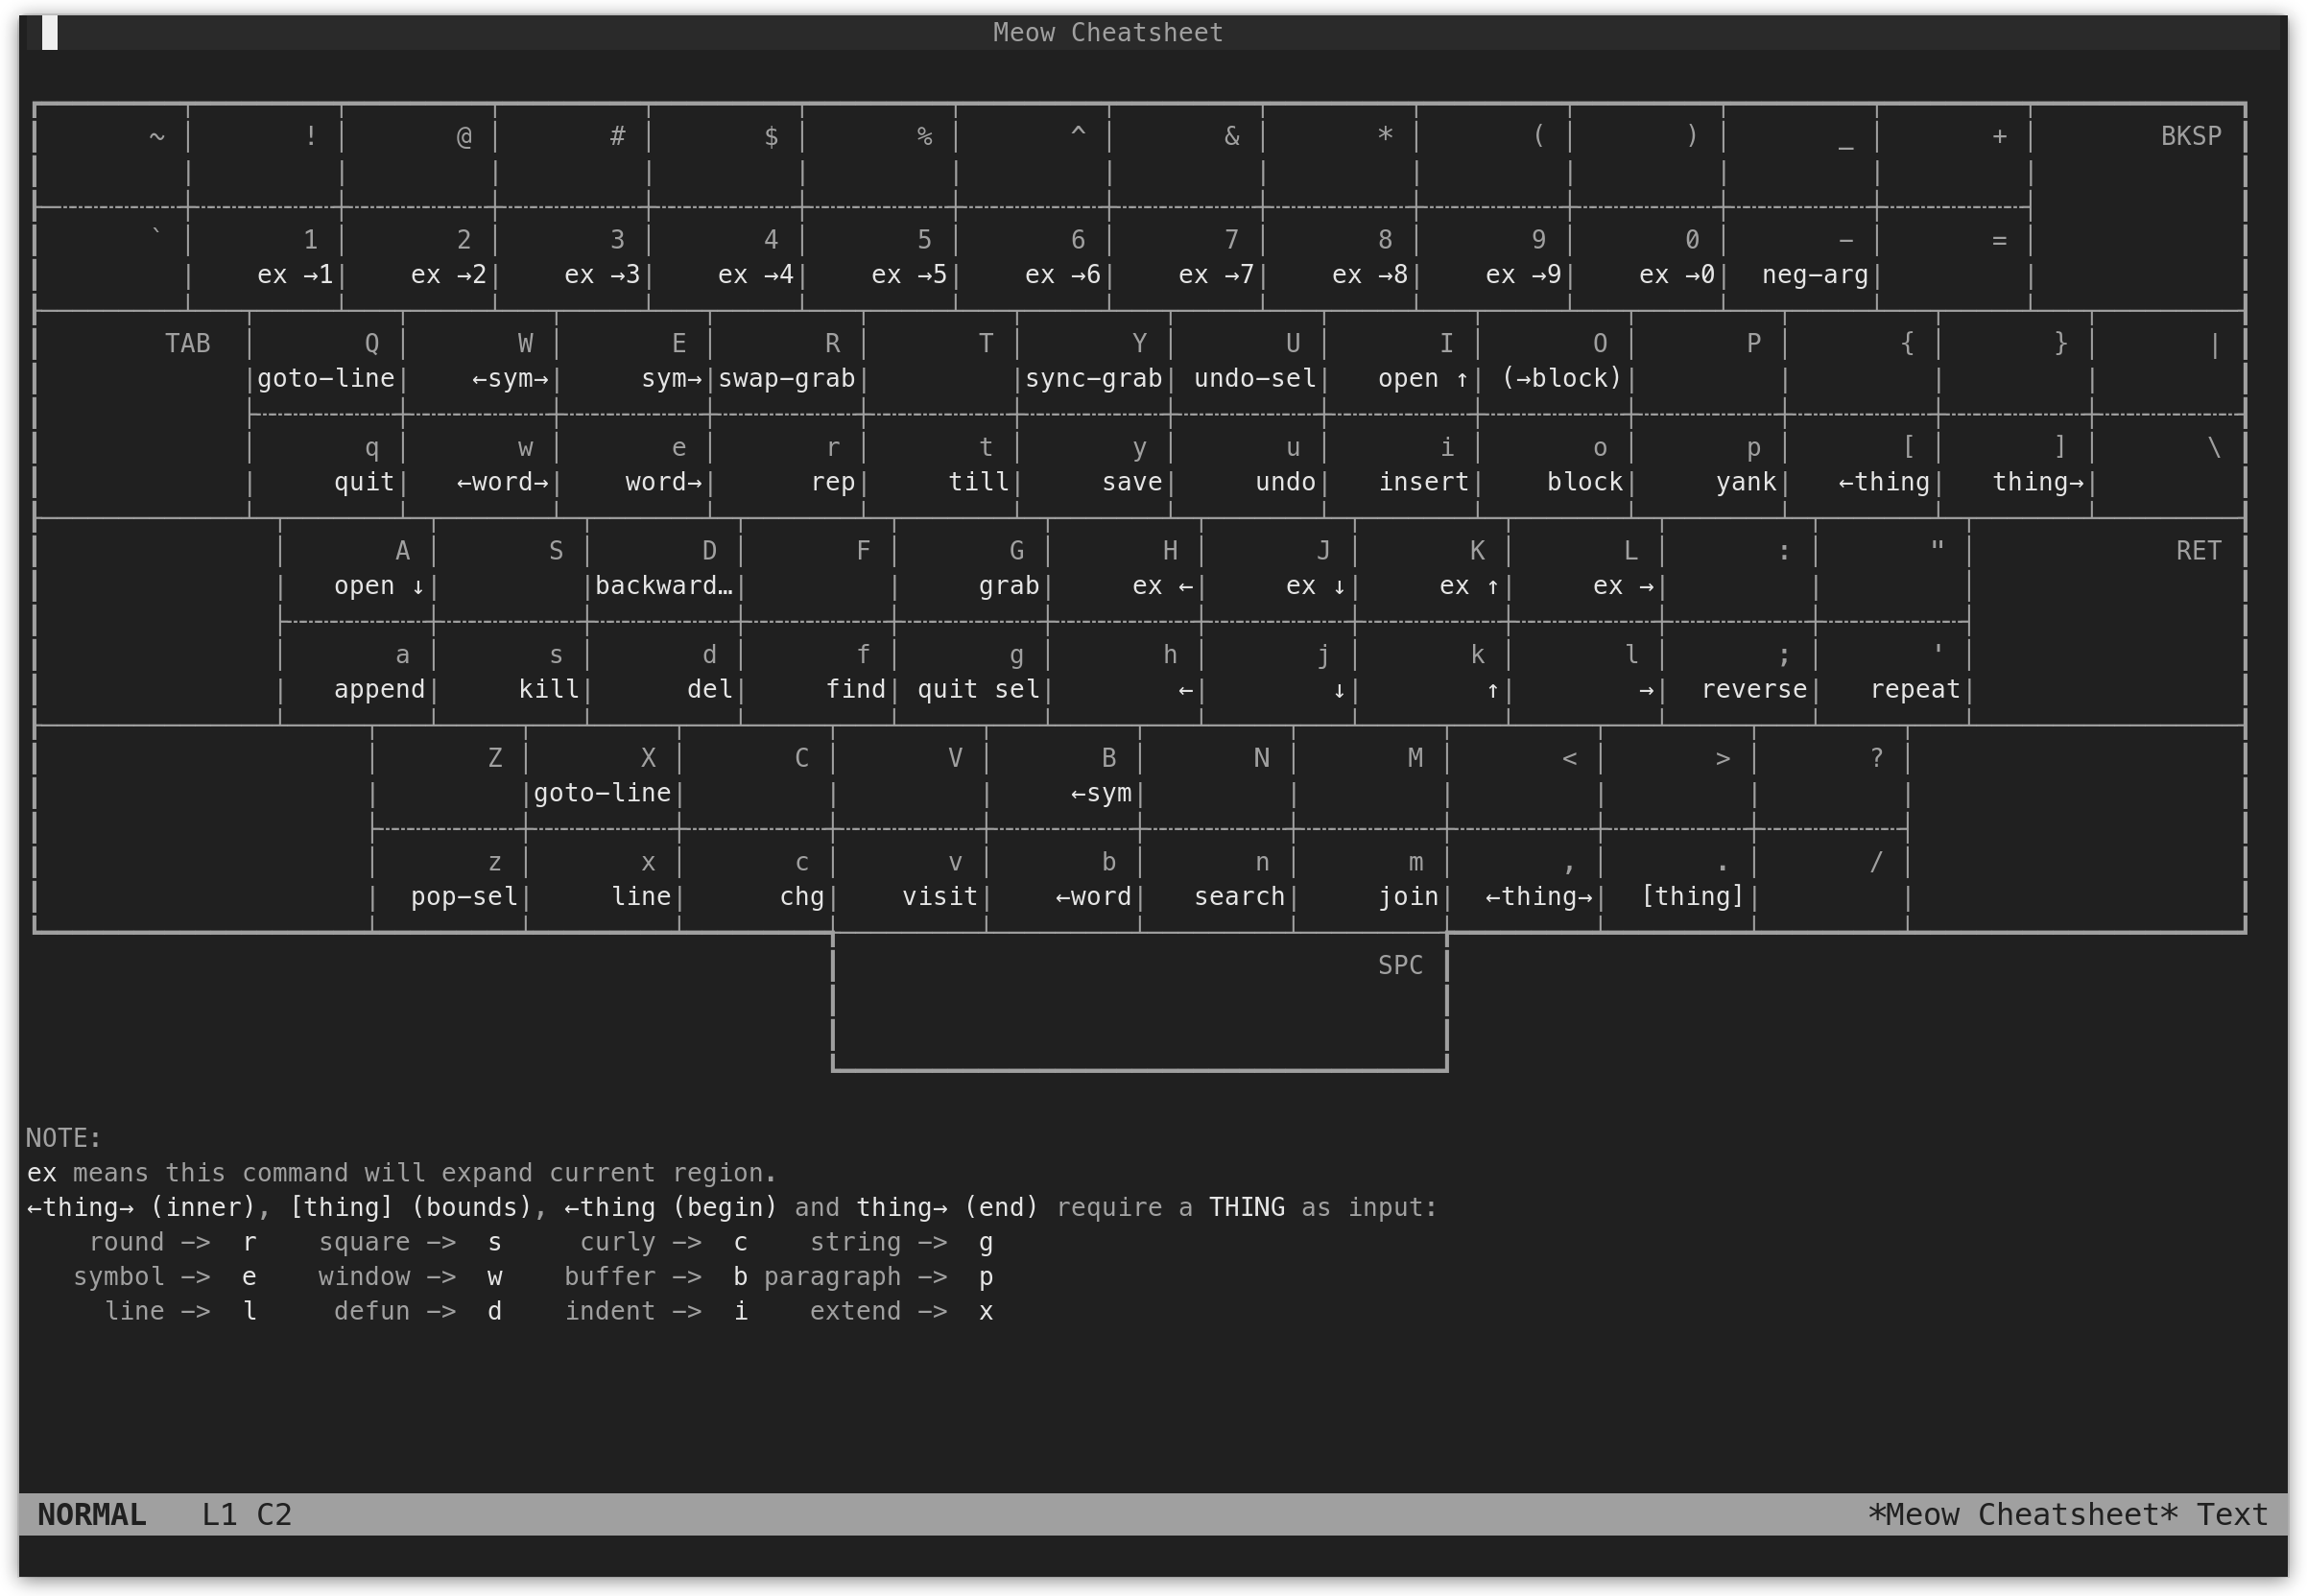 Meow Cheatsheet
~ ! @ # $ % ^ & * ( ) _ + BKSP
` 1 2 3 4 5 6 7 8 9 0 − =
ex →1 ex →2 ex →3 ex →4 ex →5 ex →6 ex →7 ex →8 ex →9 ex →0 neg−arg
TAB Q W E R T Y U I O P { } |
goto−line ←sym→ sym→ swap−grab sync−grab undo−sel open ↑ (→block)
q w e r t y u i o p [ ] \
quit ←word→ word→ rep till save undo insert block yank ←thing thing→
A S D F G H J K L : " RET
open ↓ backward… grab ex ← ex ↓ ex ↑ ex →
a s d f g h j k l ; '
append kill del find quit sel ← ↓ ↑ → reverse repeat
Z X C V B N M < > ?
goto−line ←sym
z x c v b n m , . /
pop−sel line chg visit ←word search join ←thing→ [thing]
SPC
NOTE:
ex means this command will expand current region.
←thing→ (inner), [thing] (bounds), ←thing (begin) and thing→ (end) require a THING as input:
round −> r square −> s curly −> c string −> g
symbol −> e window −> w buffer −> b paragraph −> p
line −> l defun −> d indent −> i extend −> x
NORMAL L1 C2 *Meow Cheatsheet* Text